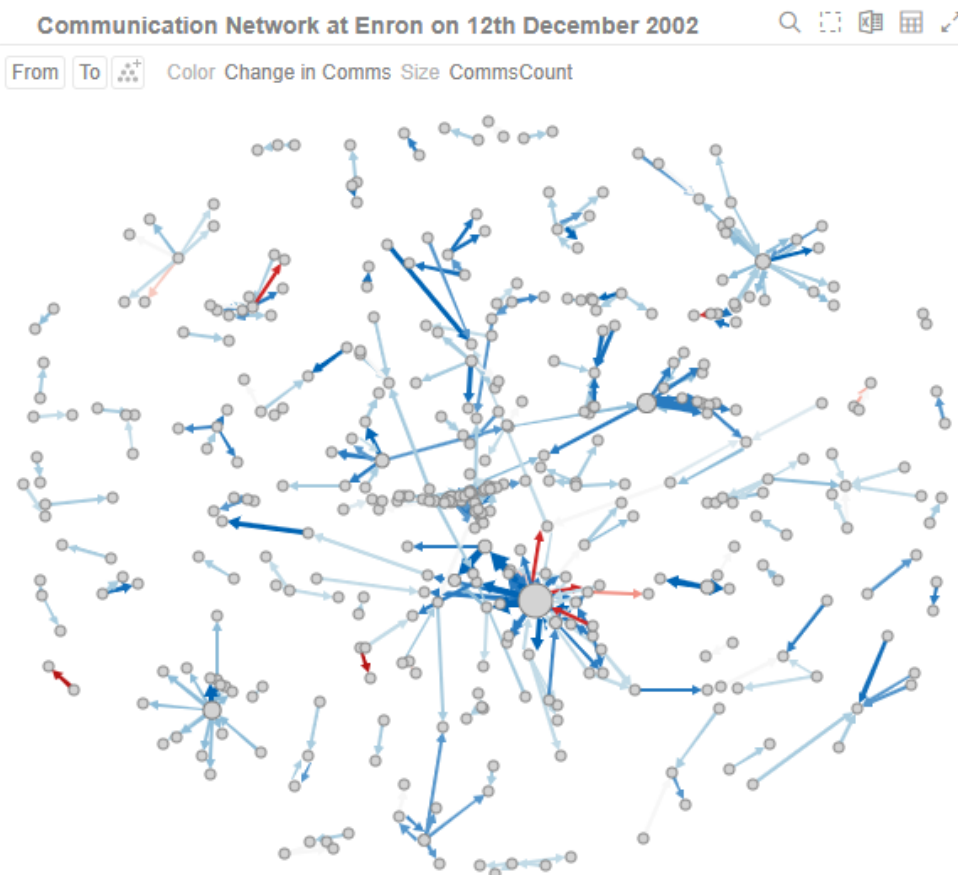 Communication Network at Enron on 12th December 2002
From To Color Change in Comms Size CommsCount